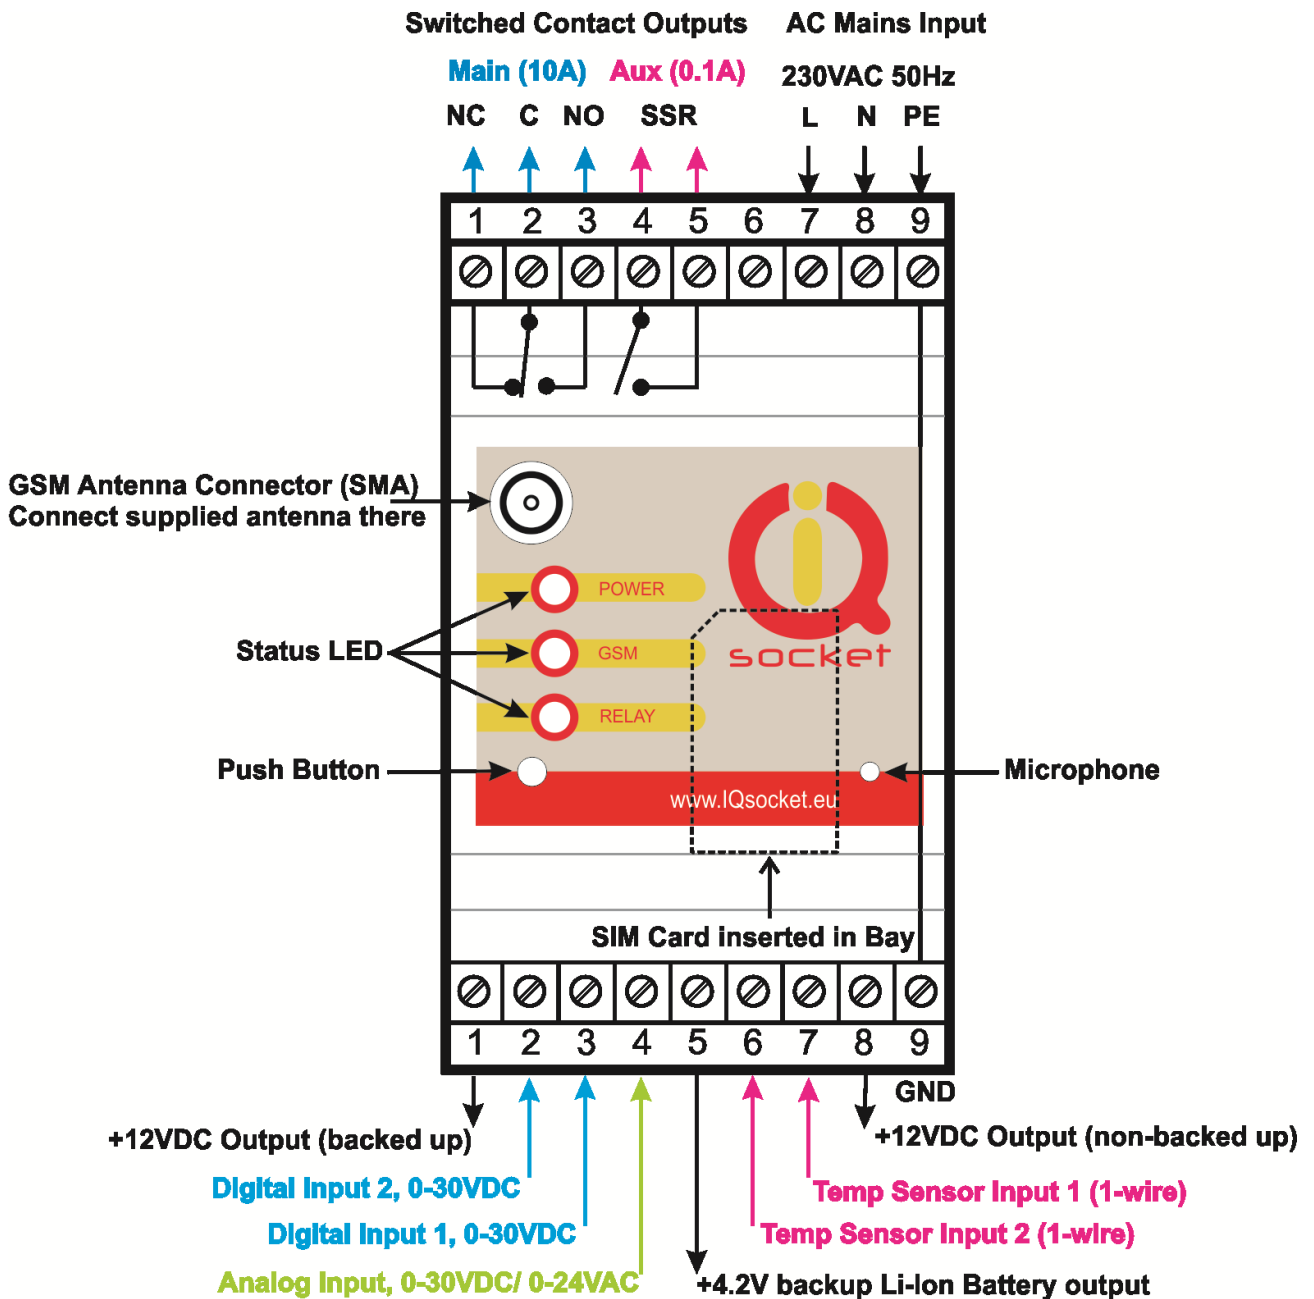 Switched Contact Outputs AC Mains Input
Main (10A) Aux (0.1A) 230VAC 50Hz
NC C NO SSR L N PE
1 2 3 4 5 6 7 8 9
GSM Antenna Connector (SMA)
Connect supplied antenna there
POWER
Status LED
GSM
socket
RELAY
Push Button
Microphone
www.IQsocket.eu
SIM Card inserted in Bay
1 2 3 4 5 6 7 8 9
GND
+12VDC Output (backed up)
+12VDC Output (non-backed up)
Digital Input 2, 0-30VDC
Temp Sensor Input 1 (1-wire)
Digital Input 1, 0-30VDC
Temp Sensor Input 2 (1-wire)
Analog Input, 0-30VDC/ 0-24VAC
+4.2V backup Li-Ion Battery output